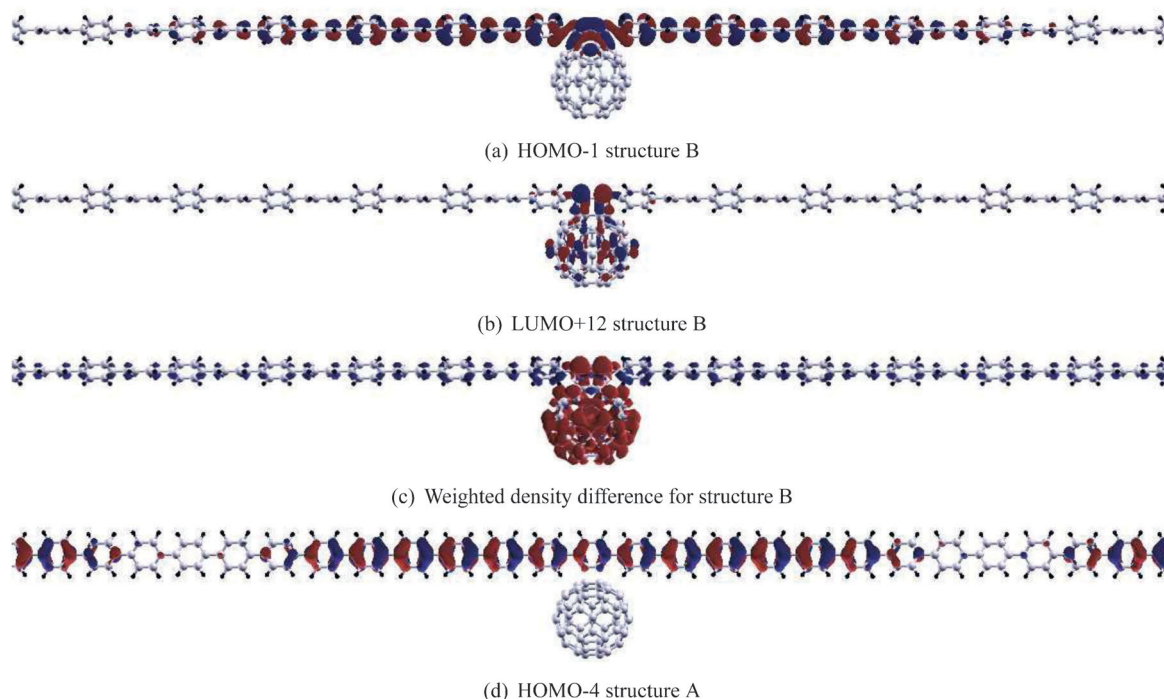 (a) HOMO-1 structure B
(b) LUMO+12 structure B
(c) Weighted density difference for structure B
(d) HOMO-4 structure A